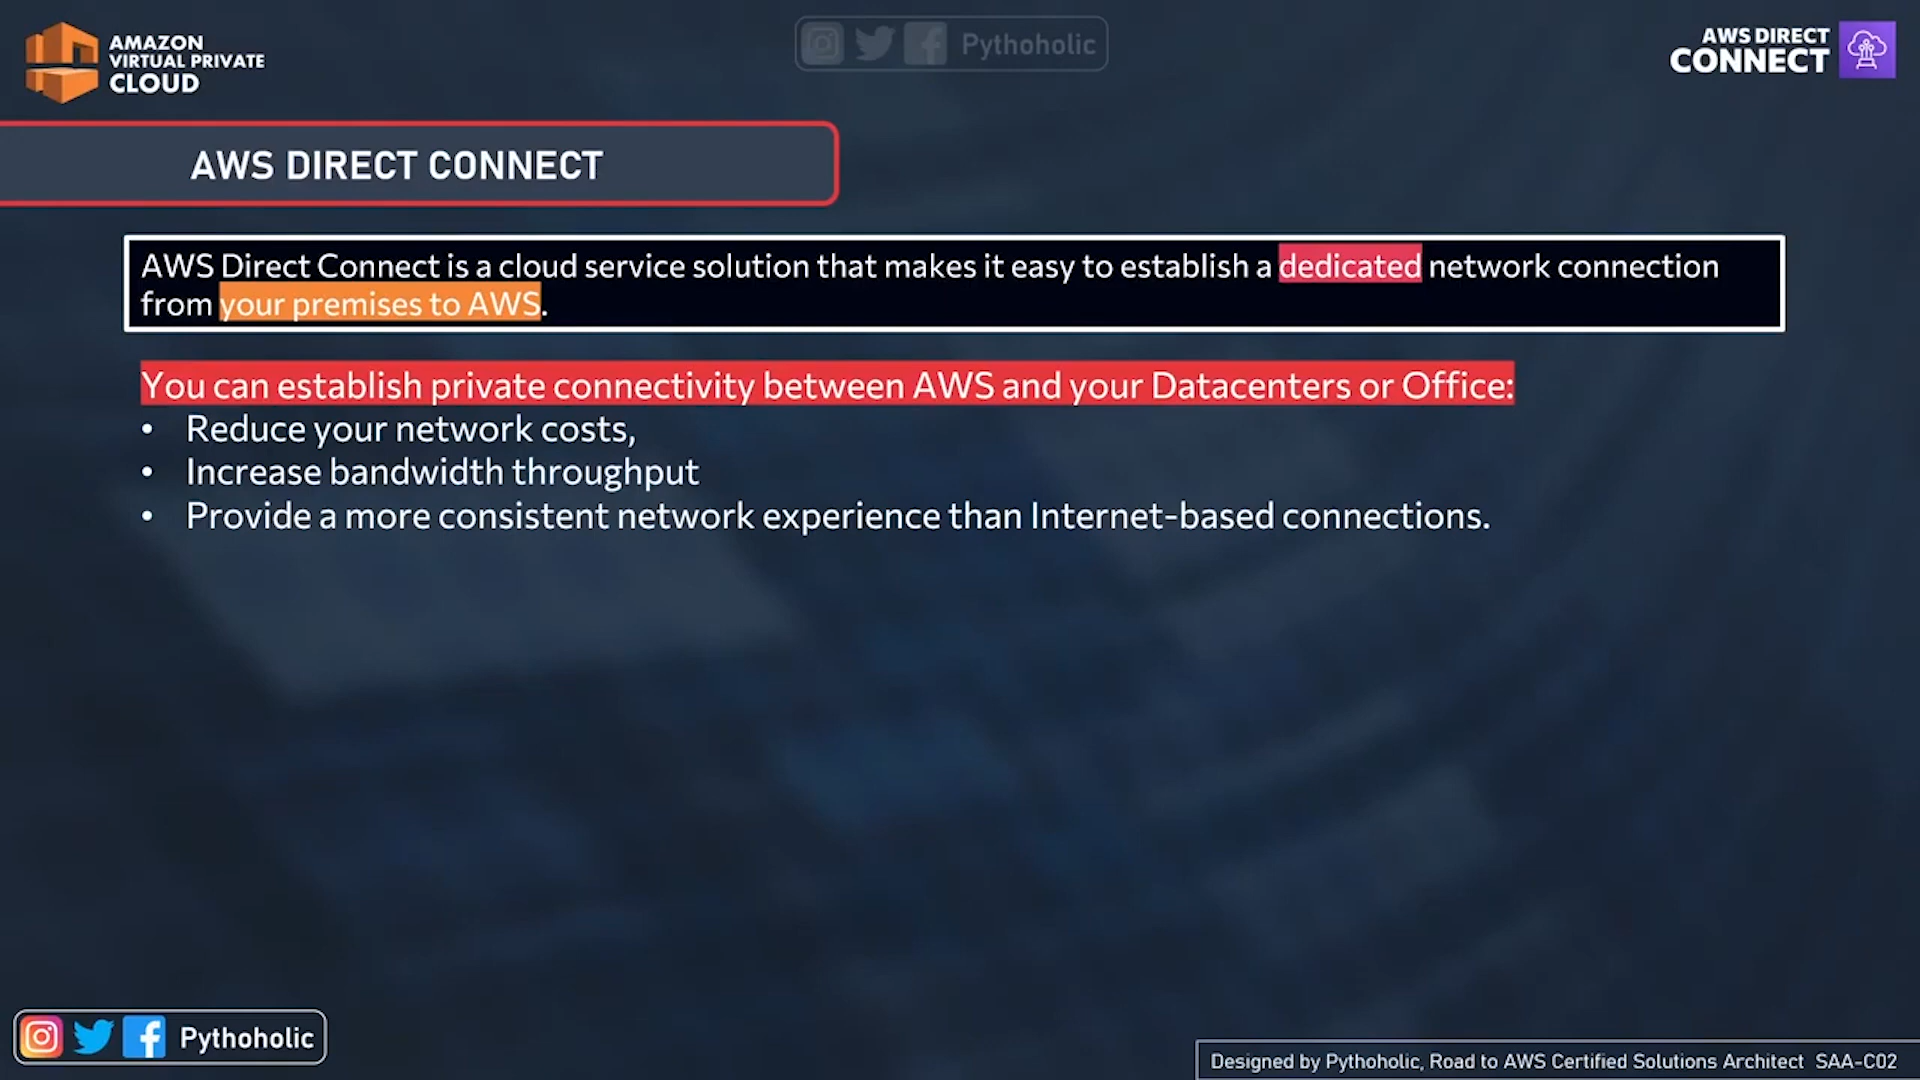 AMAZON
VIRTUAL PRIVATE
CLOUD
Pythoholic
AWS DIRECT
CONNECT
AWS DIRECT CONNECT
AWS Direct Connect is a cloud service solution that makes it easy to establish a dedicated network connection
from your premises to AWS.
You can establish private connectivity between AWS and your Datacenters or Office:
• Reduce your network costs,
• Increase bandwidth throughput
• Provide a more consistent network experience than Internet-based connections.
Pythoholic
Designed by Pythoholic, Road to AWS Certified Solutions Architect SAA-C02